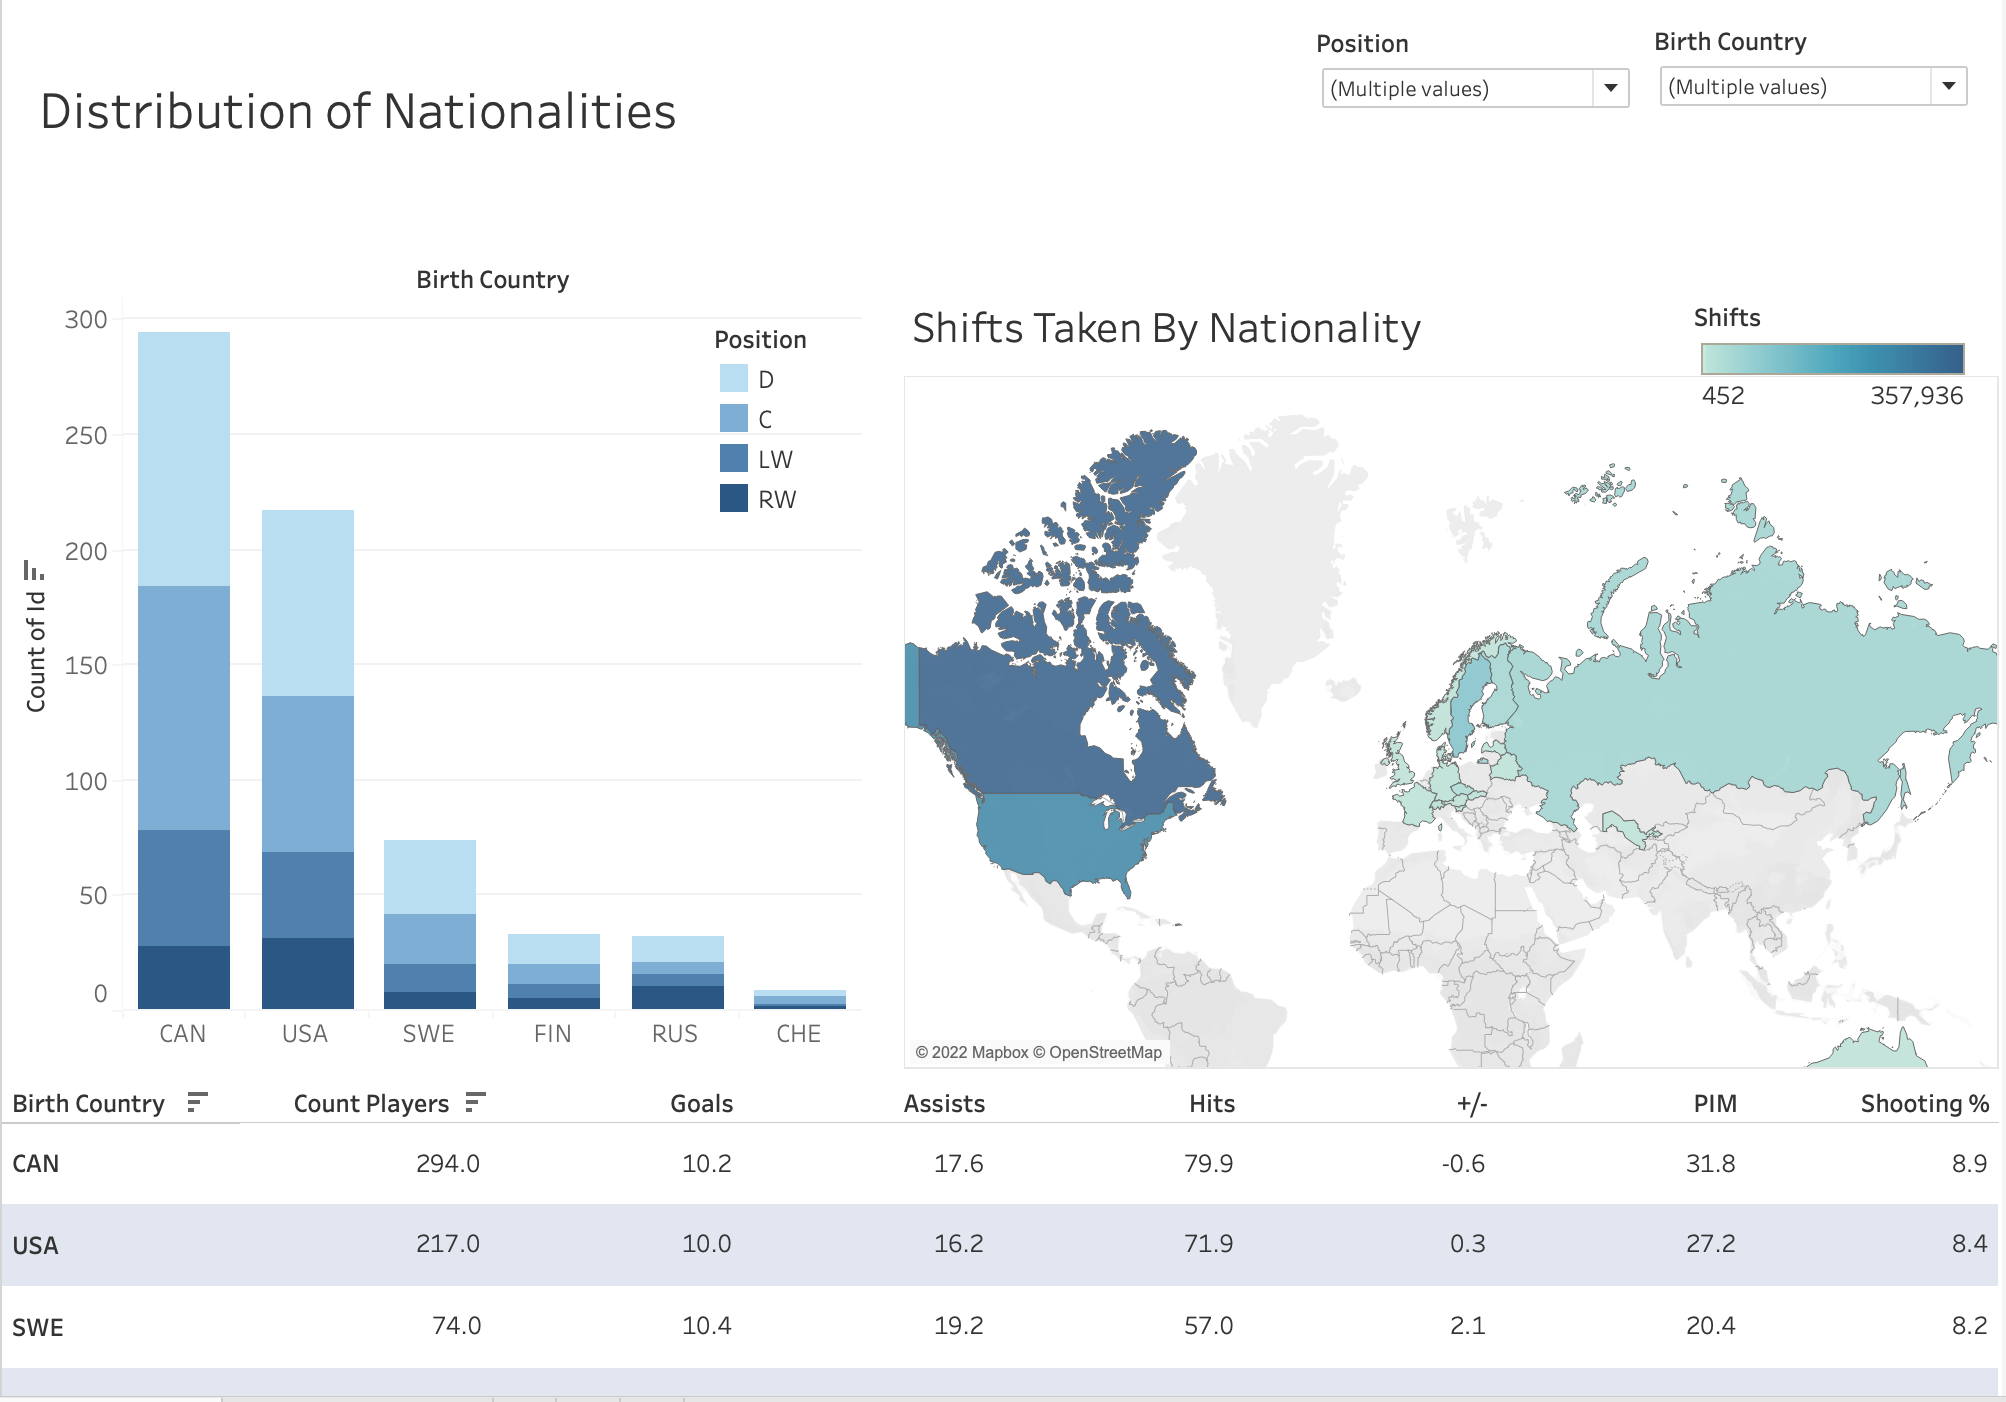 Position
Birth Country
(Multiple values)
(Multiple values)
Distribution of Nationalities
Birth Country
300
250
200
150
100
50
0
Count of Id
Position
D
C
LW
RW
CAN
USA
SWE
FIN
RUS
CHE
Shifts Taken By Nationality
Shifts
452
357,936
© 2022 Mapbox © OpenStreetMap
Birth Country Count Players Goals Assists Hits +/- PIM Shooting %
CAN 294.0 10.2 17.6 79.9 -0.6 31.8 8.9
USA 217.0 10.0 16.2 71.9 0.3 27.2 8.4
SWE 74.0 10.4 19.2 57.0 2.1 20.4 8.2